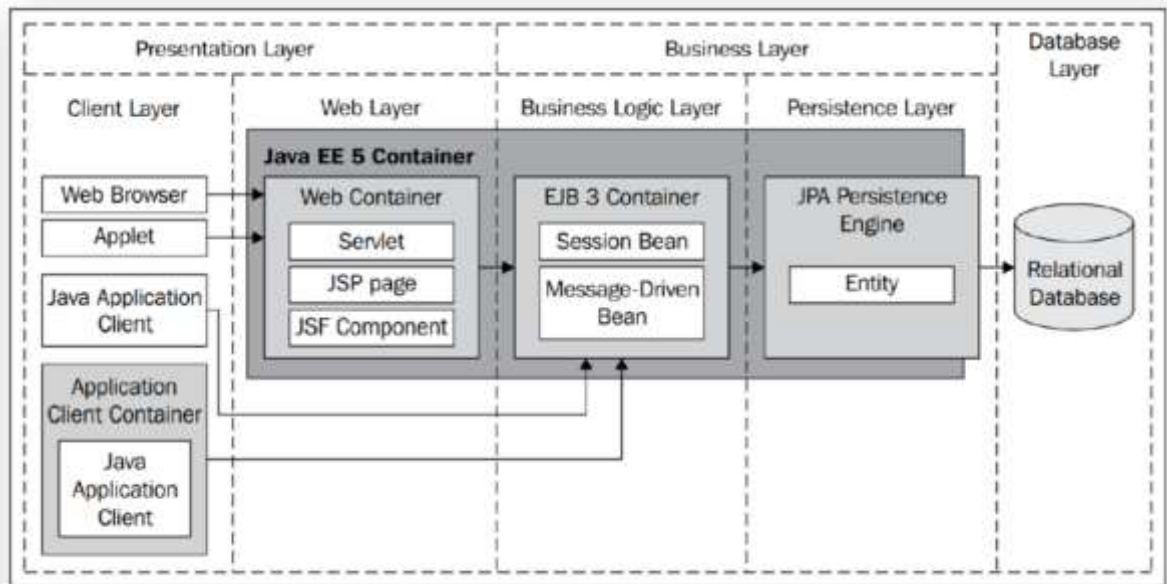 Presentation Layer
Business Layer
Database
Layer
Client Layer
Web Layer
Business Logic Layer
Persistence Layer
Java EE 5 Container
Web Browser
Applet
Java Application
Client
Application
Client Container
Java
Application
Client
Web Container
Servlet
JSP page
JSF Component
EJB 3 Container
Session Bean
Message-Driven
Bean
JPA Persistence
Engine
Entity
Relational
Database